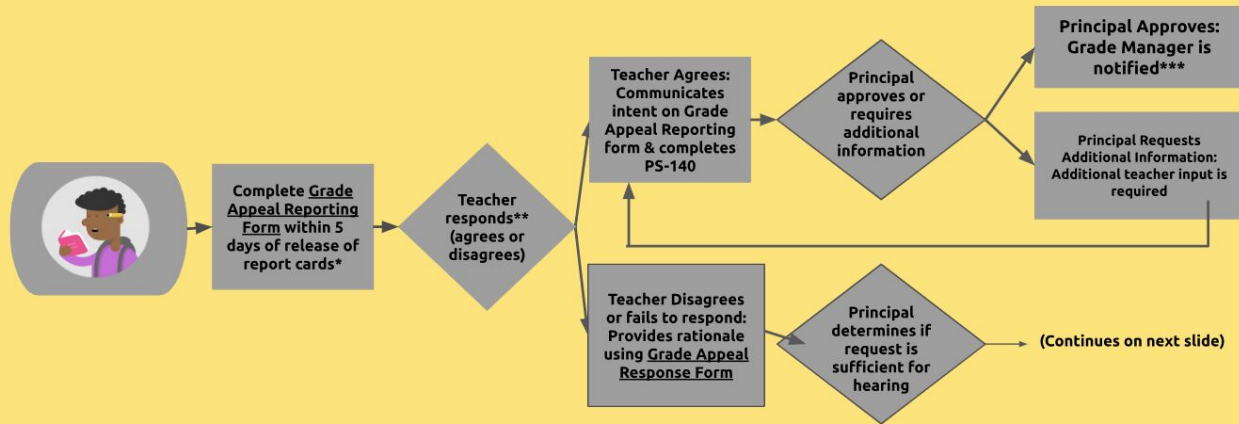 Complete Grade
Appeal Reporting
Form within 5
days of release of
report cards*
Teacher
responds**
(agrees or
disagrees)
Teacher Agrees:
Communicates
intent on Grade
Appeal Reporting
form & completes
PS-140
Principal
approves or
requires
additional
information
Principal Approves:
Grade Manager is
notified***
Principal Requests
Additional Information:
Additional teacher input is
required
Teacher Disagrees
or fails to respond:
Provides rationale
using Grade Appeal
Response Form
Principal
determines if
request is
sufficient for
hearing
(Continues on next slide)